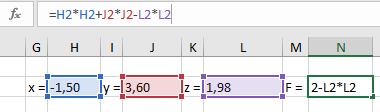 fx =H2*H2+J2*J2-L2*L2
G H I J K L M N
x = -1,50 y = 3,60 z = 1,98 F = 2-L2*L2